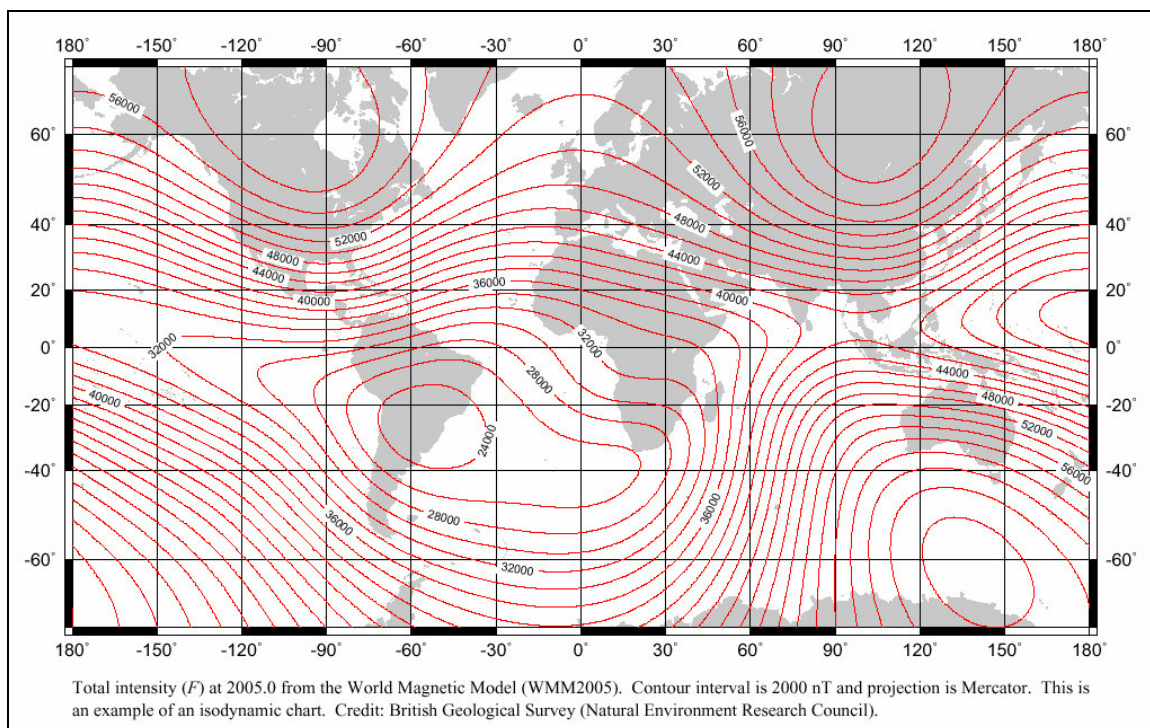 180° -150° -120° -90° -60° -30° 0° 30° 60° 90° 120° 150° 180°
56000
60° 56000 60°
52000
40° 52000 48000 40°
48000 44000
44000 36000
20° 40000 40000 20°
32000 32000
0° 0°
28000 44000
-20° 40000 48000 -20°
24000 52000
-40° 56000 -40°
36000 28000 36000
-60° 32000 -60°
180° -150° -120° -90° -60° -30° 0° 30° 60° 90° 120° 150° 180°
Total intensity (F) at 2005.0 from the World Magnetic Model (WMM2005). Contour interval is 2000 nT and projection is Mercator. This is
an example of an isodynamic chart. Credit: British Geological Survey (Natural Environment Research Council).